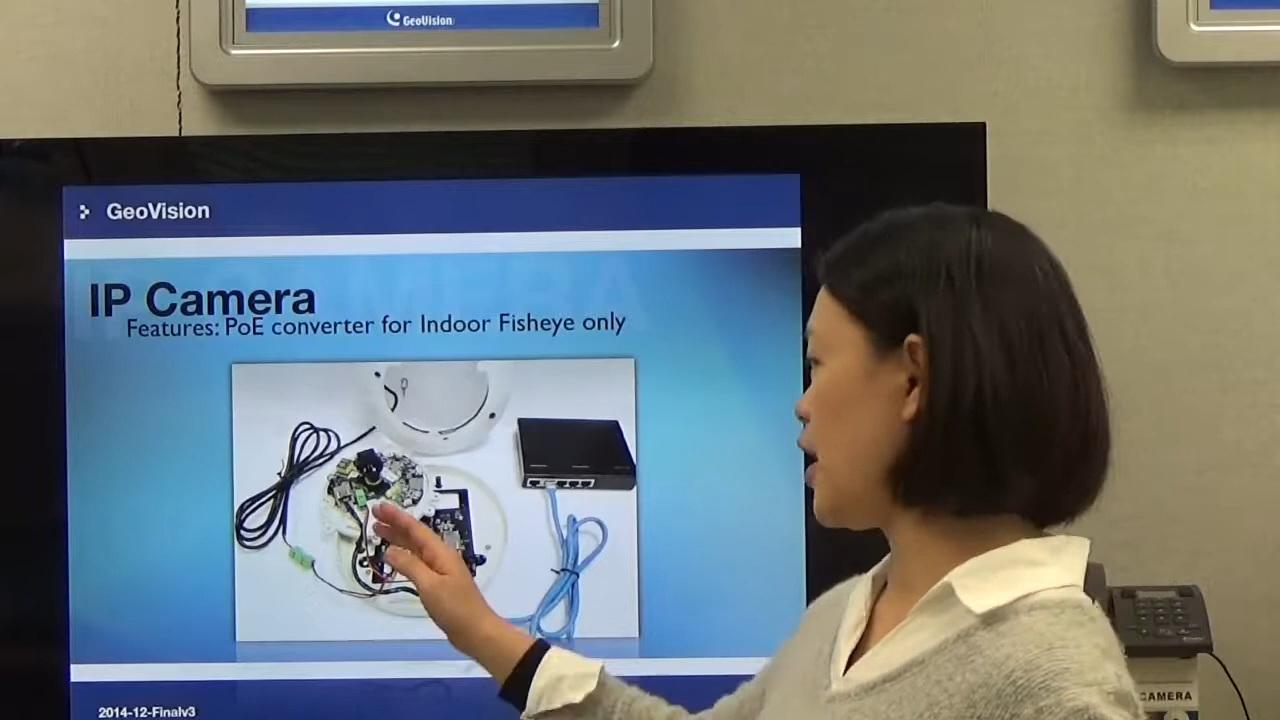 GeoVision
GeoVision
IP Camera
Features: PoE converter for Indoor Fisheye only
2014-12-Finalv3
CAMERA